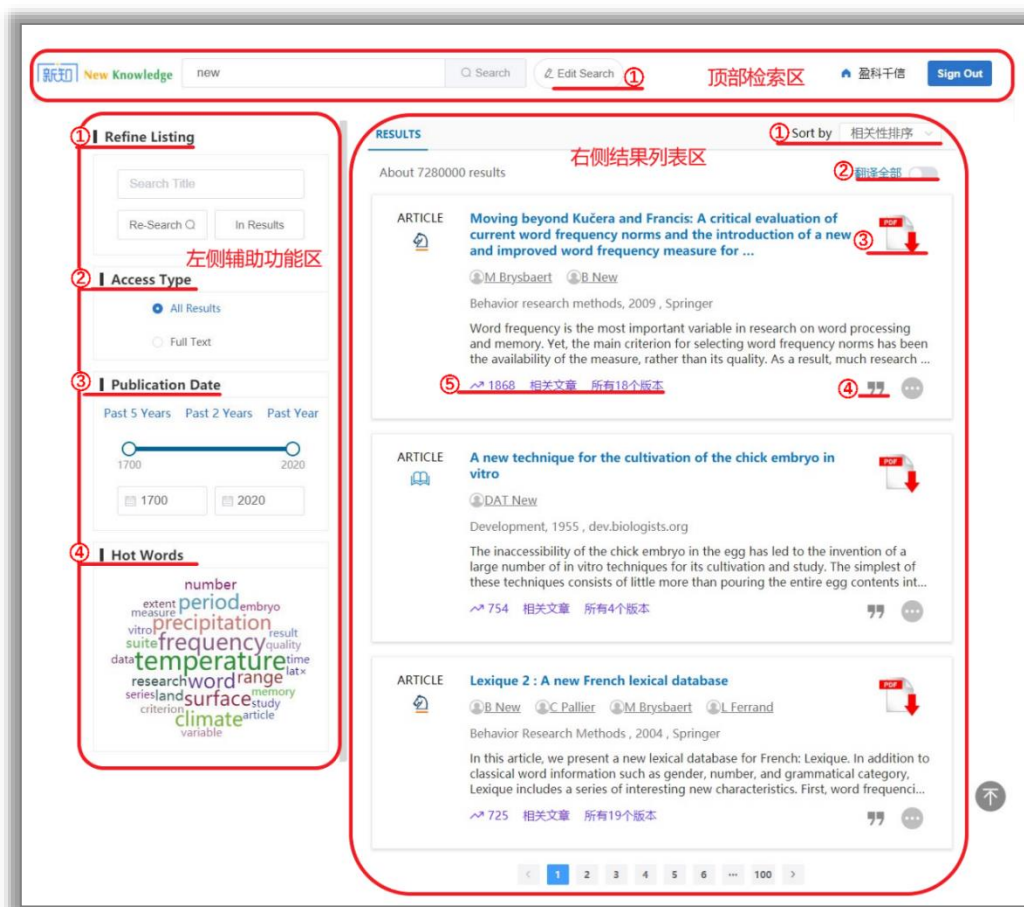 新知 New Knowledge new Search Edit Search ① 顶部检索区 盈科千信 Sign Out
① Refine Listing
Search Title
Re-Search In Results
左侧辅助功能区
② Access Type
All Results
Full Text
③ Publication Date
Past 5 Years Past 2 Years Past Year
1700 2020
1700 2020
④ Hot Words
number
extent period embryo
measure
vitro precipitation
result
suite frequency quality
data temperature time
research word range lat×
series land surface memory
criterion study
climate article
variable
RESULTS ① Sort by 相关性排序
右侧结果列表区
About 7280000 results ② 翻译全部
ARTICLE Moving beyond Kučera and Francis: A critical evaluation of
current word frequency norms and the introduction of a new
and improved word frequency measure for ...
PDF
③
M Brysbaert B New
Behavior research methods, 2009 , Springer
Word frequency is the most important variable in research on word processing
and memory. Yet, the main criterion for selecting word frequency norms has been
the availability of the measure, rather than its quality. As a result, much research ...
⑤ 1868 相关文章 所有18个版本 ④
ARTICLE A new technique for the cultivation of the chick embryo in
vitro
PDF
DAT New
Development, 1955 , dev.biologists.org
The inaccessibility of the chick embryo in the egg has led to the invention of a
large number of in vitro techniques for its cultivation and study. The simplest of
these techniques consists of little more than pouring the entire egg contents int...
754 相关文章 所有4个版本
ARTICLE Lexique 2 : A new French lexical database
PDF
B New C Pallier M Brysbaert L Ferrand
Behavior Research Methods , 2004 , Springer
In this article, we present a new lexical database for French: Lexique. In addition to
classical word information such as gender, number, and grammatical category,
Lexique includes a series of interesting new characteristics. First, word frequenci...
725 相关文章 所有19个版本
< 1 2 3 4 5 6 ··· 100 >